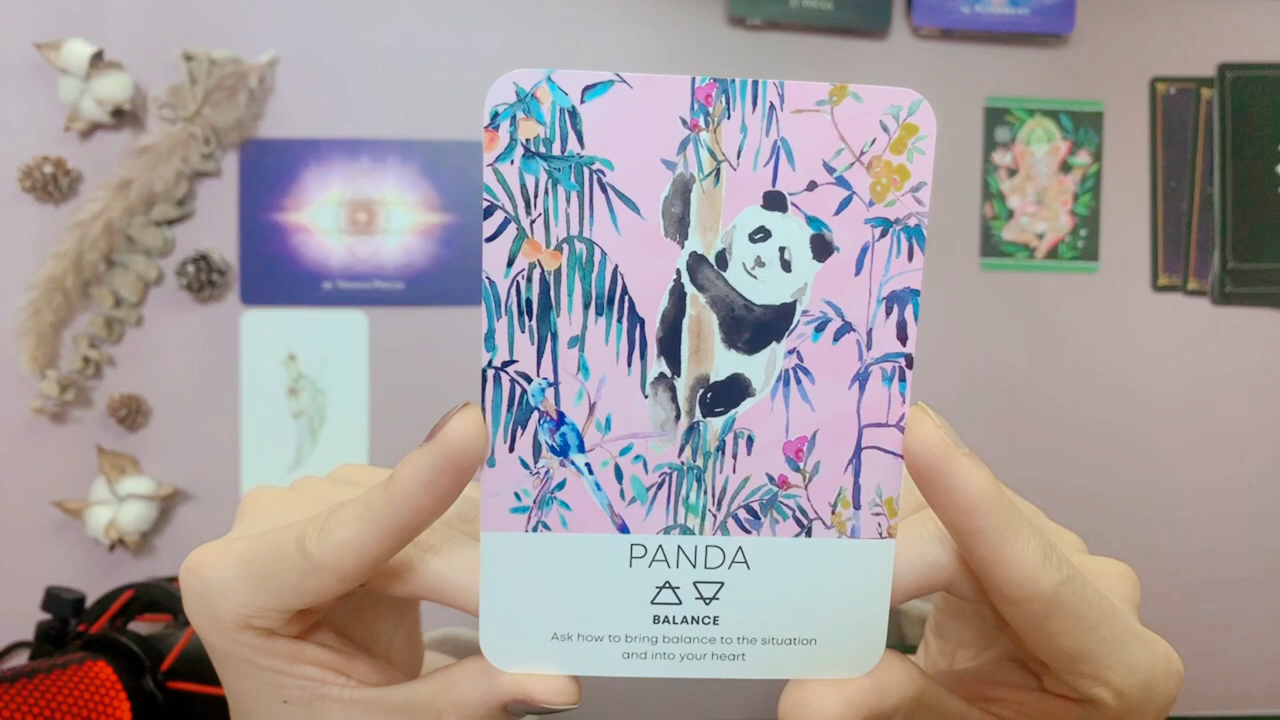 PANDA
BALANCE
Ask how to bring balance to the situation
and into your heart